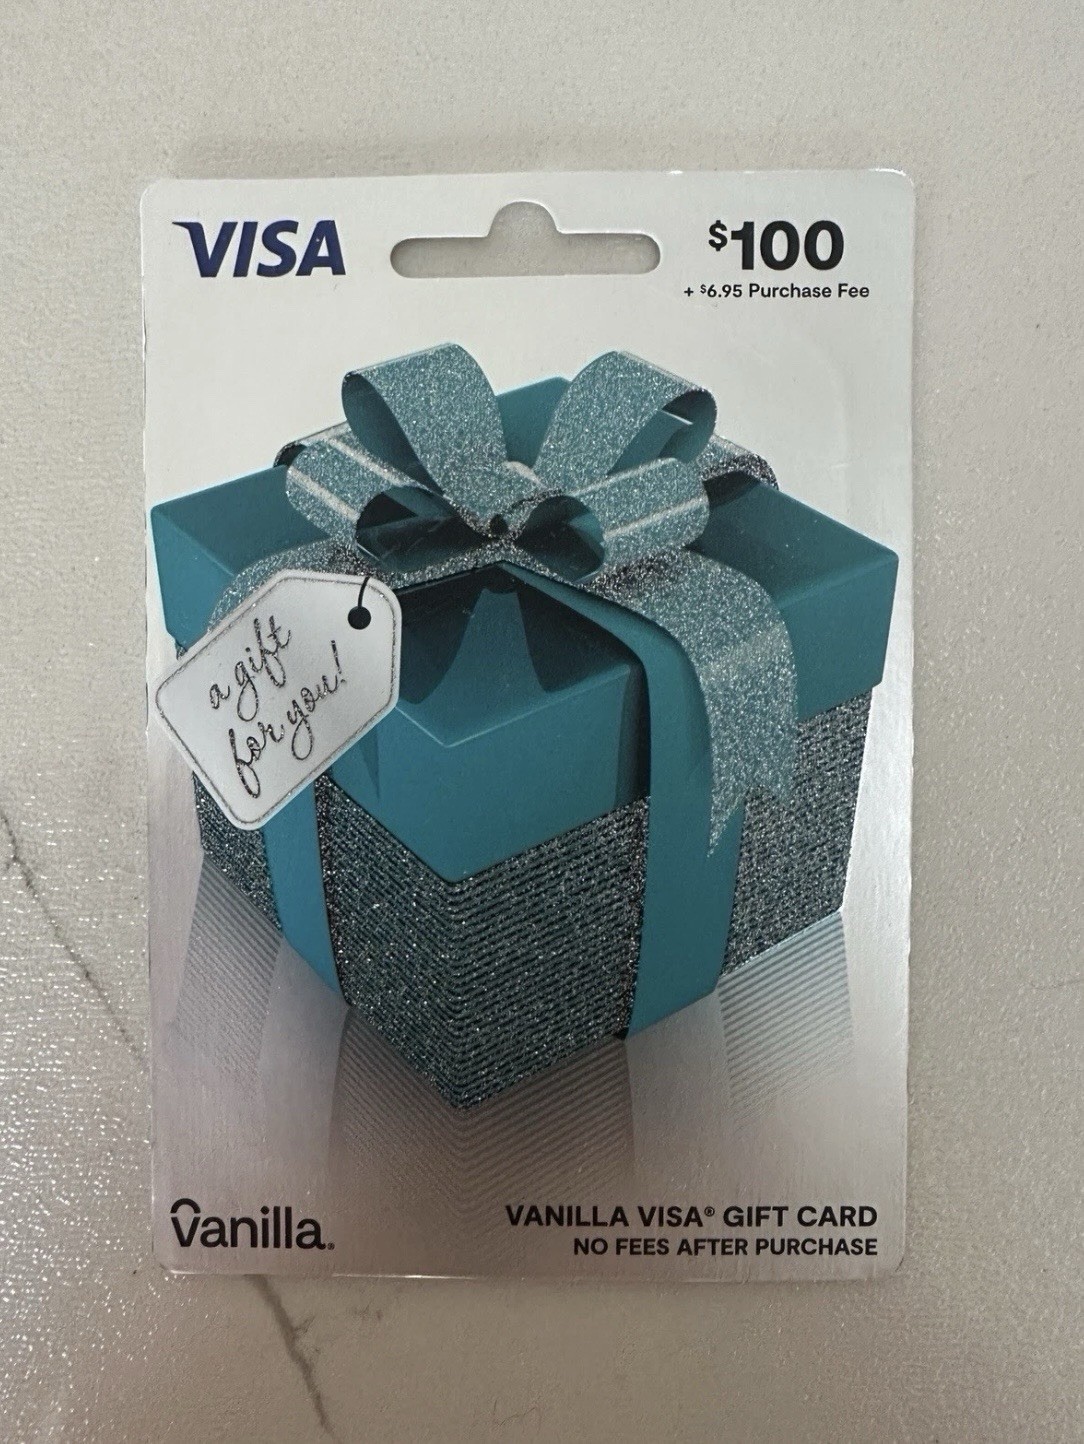 VISA
$100
+ $6.95 Purchase Fee
a gift
for you!
Vanilla.
VANILLA VISA® GIFT CARD
NO FEES AFTER PURCHASE